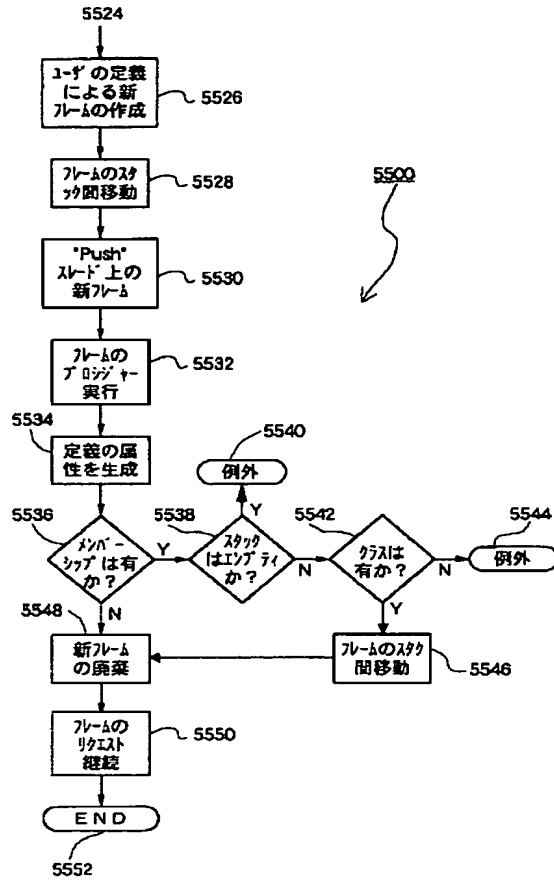 5524
ユーザの定義
による新
フレームの作成
5526
フレームのスタ
ック間移動
5528
5500
"Push"
スレード上の
新フレーム
5530
フレームの
プロシジャー
実行
5532
5534
定義の属
性を生成
5540
例外
5536
メンバー
シップは有
か？
Y
5538
スタック
はエンプティ
か？
Y
N
5542
クラスは
有か？
N
5544
例外
N
Y
5548
新フレーム
の廃棄
フレームのスタク
間移動
5546
フレームの
リクエスト
継続
5550
END
5552